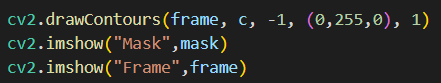 cv2.drawContours(frame, c, -1, (0,255,0), 1)
cv2.imshow("Mask",mask)
cv2.imshow("Frame",frame)